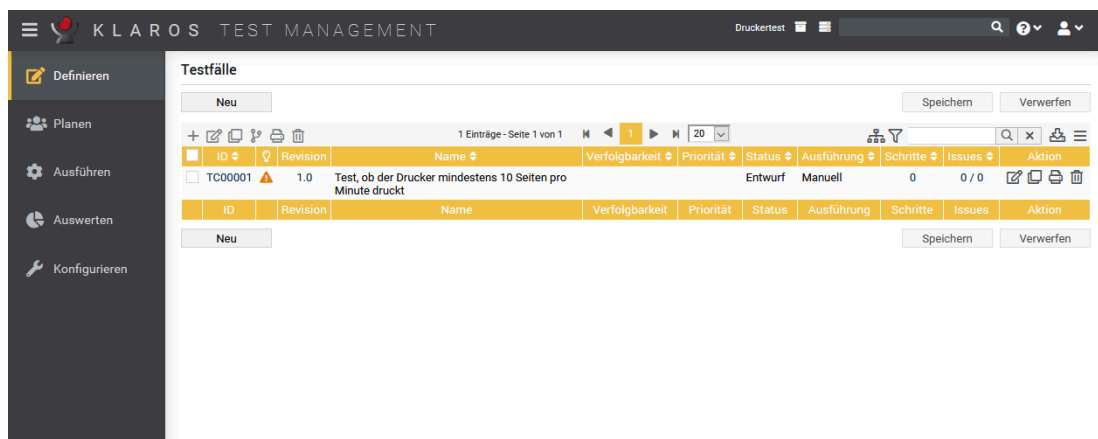 KLAROS TEST MANAGEMENT Druckertest
Definieren
Planen
Ausführen
Auswerten
Konfigurieren
Testfälle
Neu Speichern Verwerfen
1 Einträge - Seite 1 von 1 1 20
ID Revision Name Verfolgbarkeit Priorität Status Ausführung Schritte Issues Aktion
TC00001 1.0 Test, ob der Drucker mindestens 10 Seiten pro Entwurf Manuell 0 0 / 0
Minute druckt
ID Revision Name Verfolgbarkeit Priorität Status Ausführung Schritte Issues Aktion
Neu Speichern Verwerfen